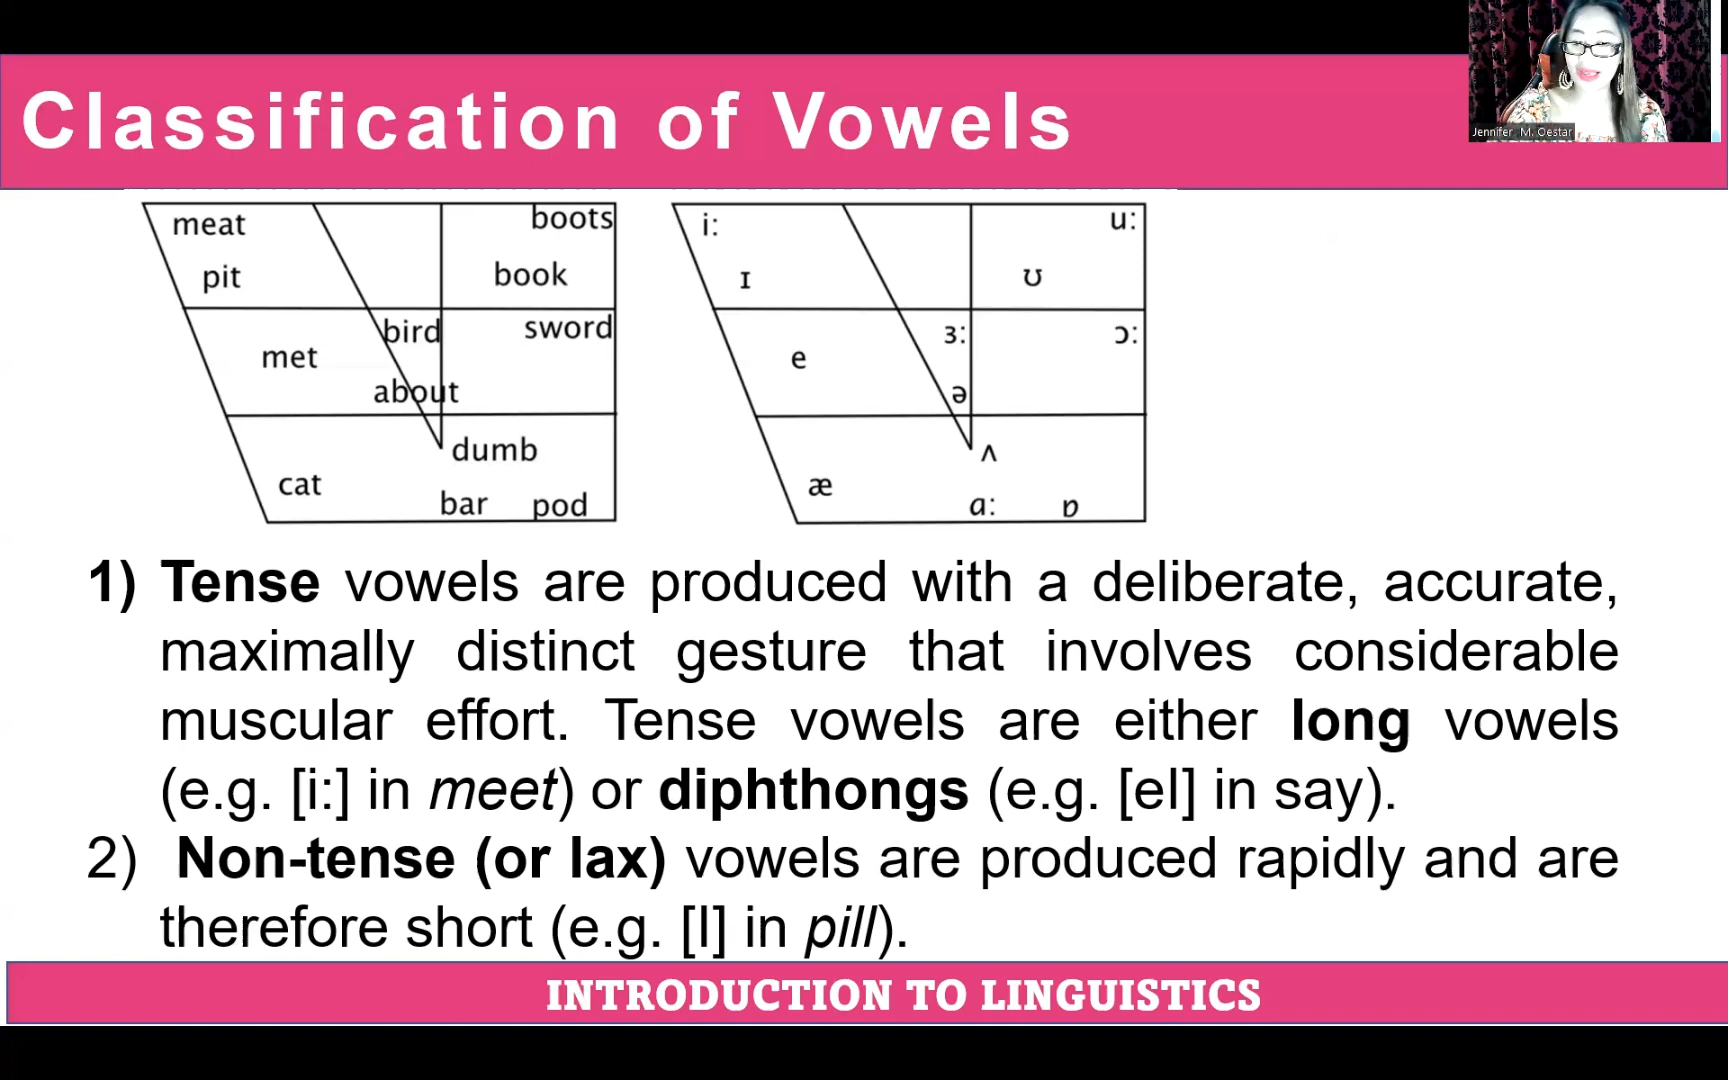 Classification of Vowels
Jennifer M. Oestar
meat
boots
pit
book
bird
sword
met
about
dumb
cat
bar
pod
i:
u:
ɪ
ʊ
ɜ:
ɔ:
e
ə
ʌ
æ
ɑ:
ɒ
1) Tense vowels are produced with a deliberate, accurate,
maximally distinct gesture that involves considerable
muscular effort. Tense vowels are either long vowels
(e.g. [i:] in meet) or diphthongs (e.g. [eI] in say).
2) Non-tense (or lax) vowels are produced rapidly and are
therefore short (e.g. [I] in pill).
INTRODUCTION TO LINGUISTICS